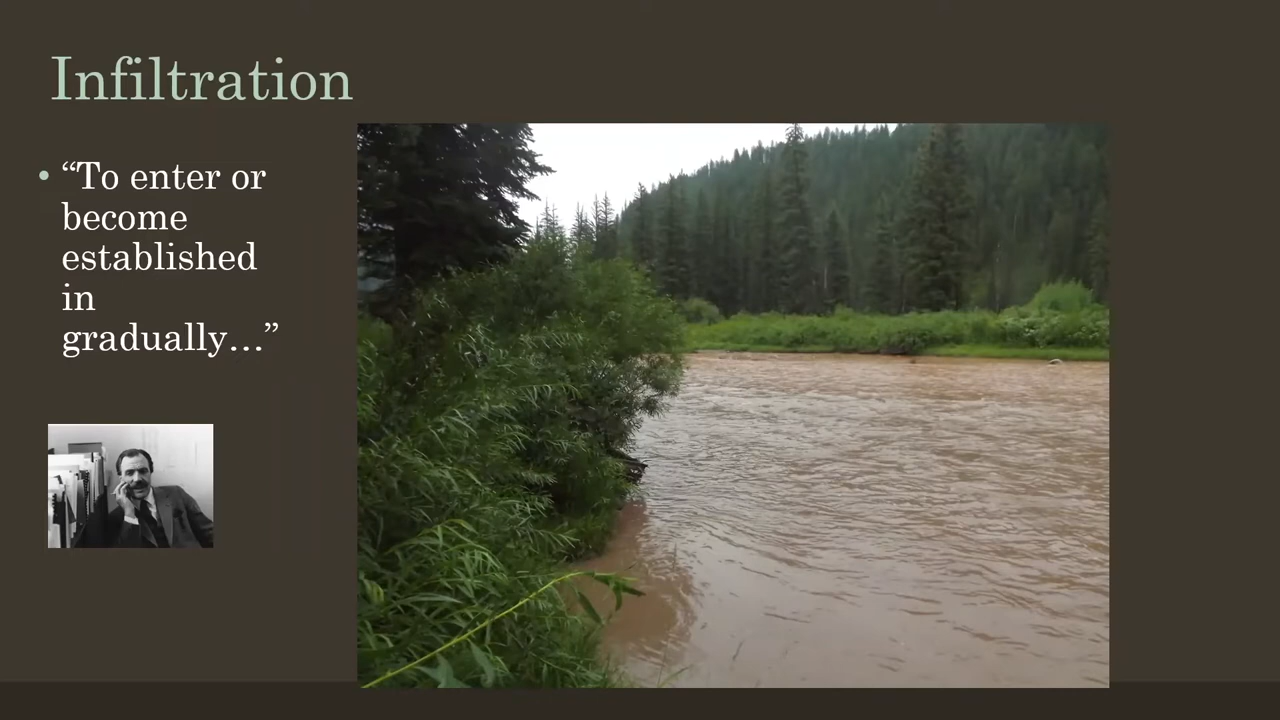 Infiltration
• “To enter or
become
established
in
gradually…”